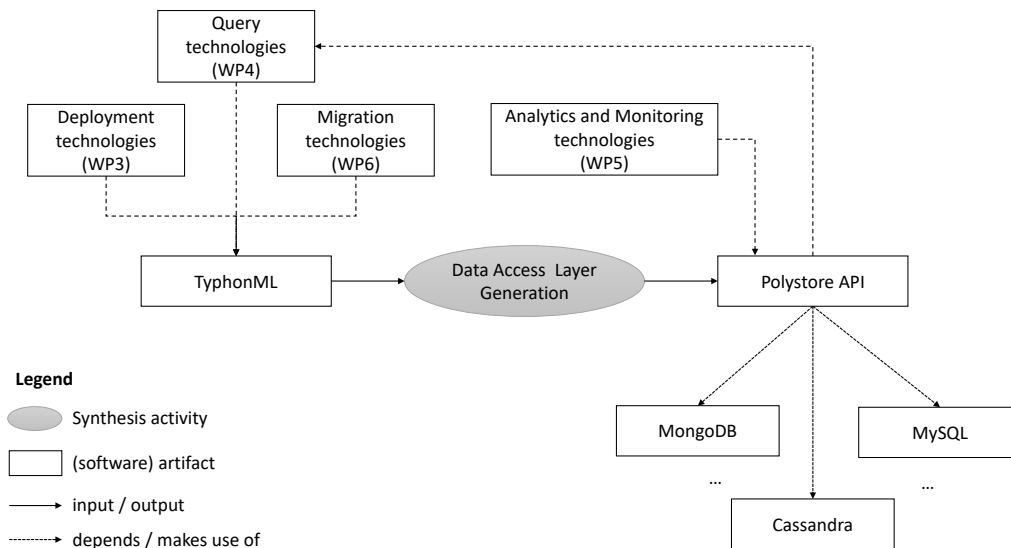 Query
technologies
(WP4)
Deployment
technologies
(WP3)
Migration
technologies
(WP6)
Analytics and Monitoring
technologies
(WP5)
TyphonML
Data Access Layer
Generation
Polystore API
Legend
Synthesis activity
(software) artifact
input / output
depends / makes use of
MongoDB
...
MySQL
...
Cassandra